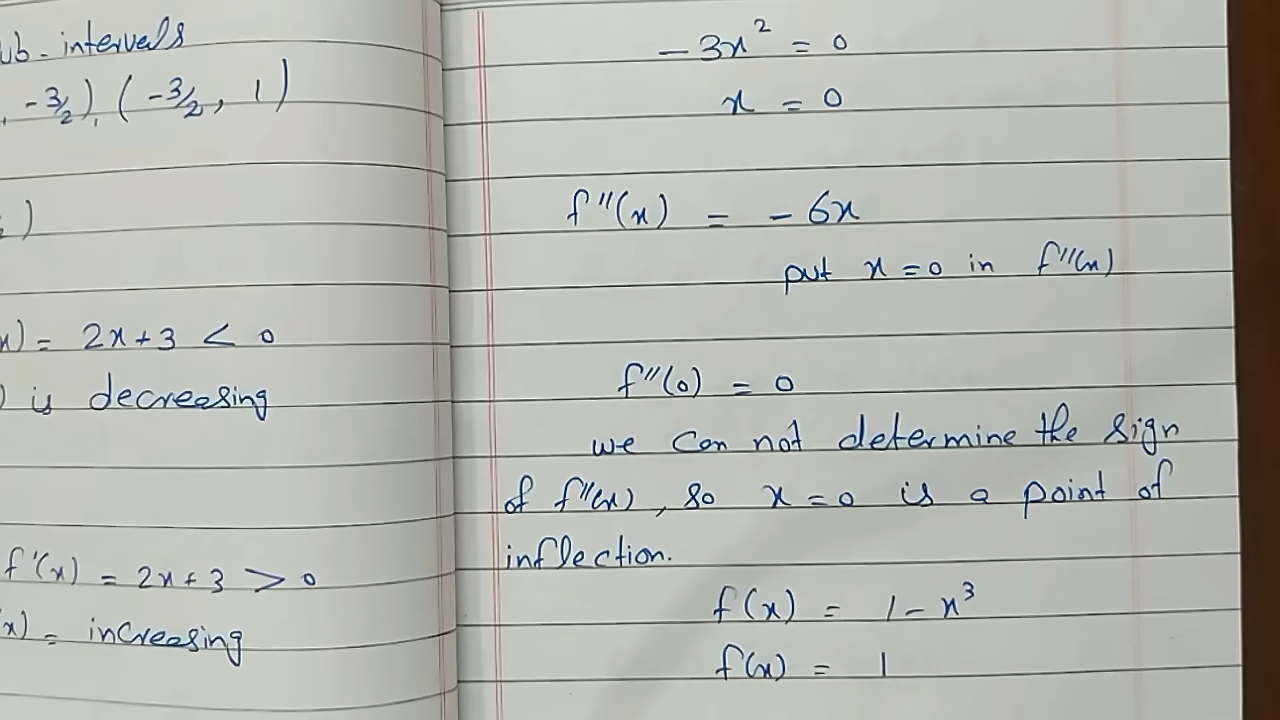 ub-intervals
, -3/2), (-3/2, 1)
)
x) = 2x+3 < 0
) is decreasing
f'(x) = 2x+3 > 0
x) = increasing
-3x² = 0
x = 0
f''(x) = -6x
put x=0 in f''(x)
f''(0) = 0
we can not determine the sign
of f''(x), so x=0 is a point of
inflection.
f(x) = 1-x³
f(x) = 1